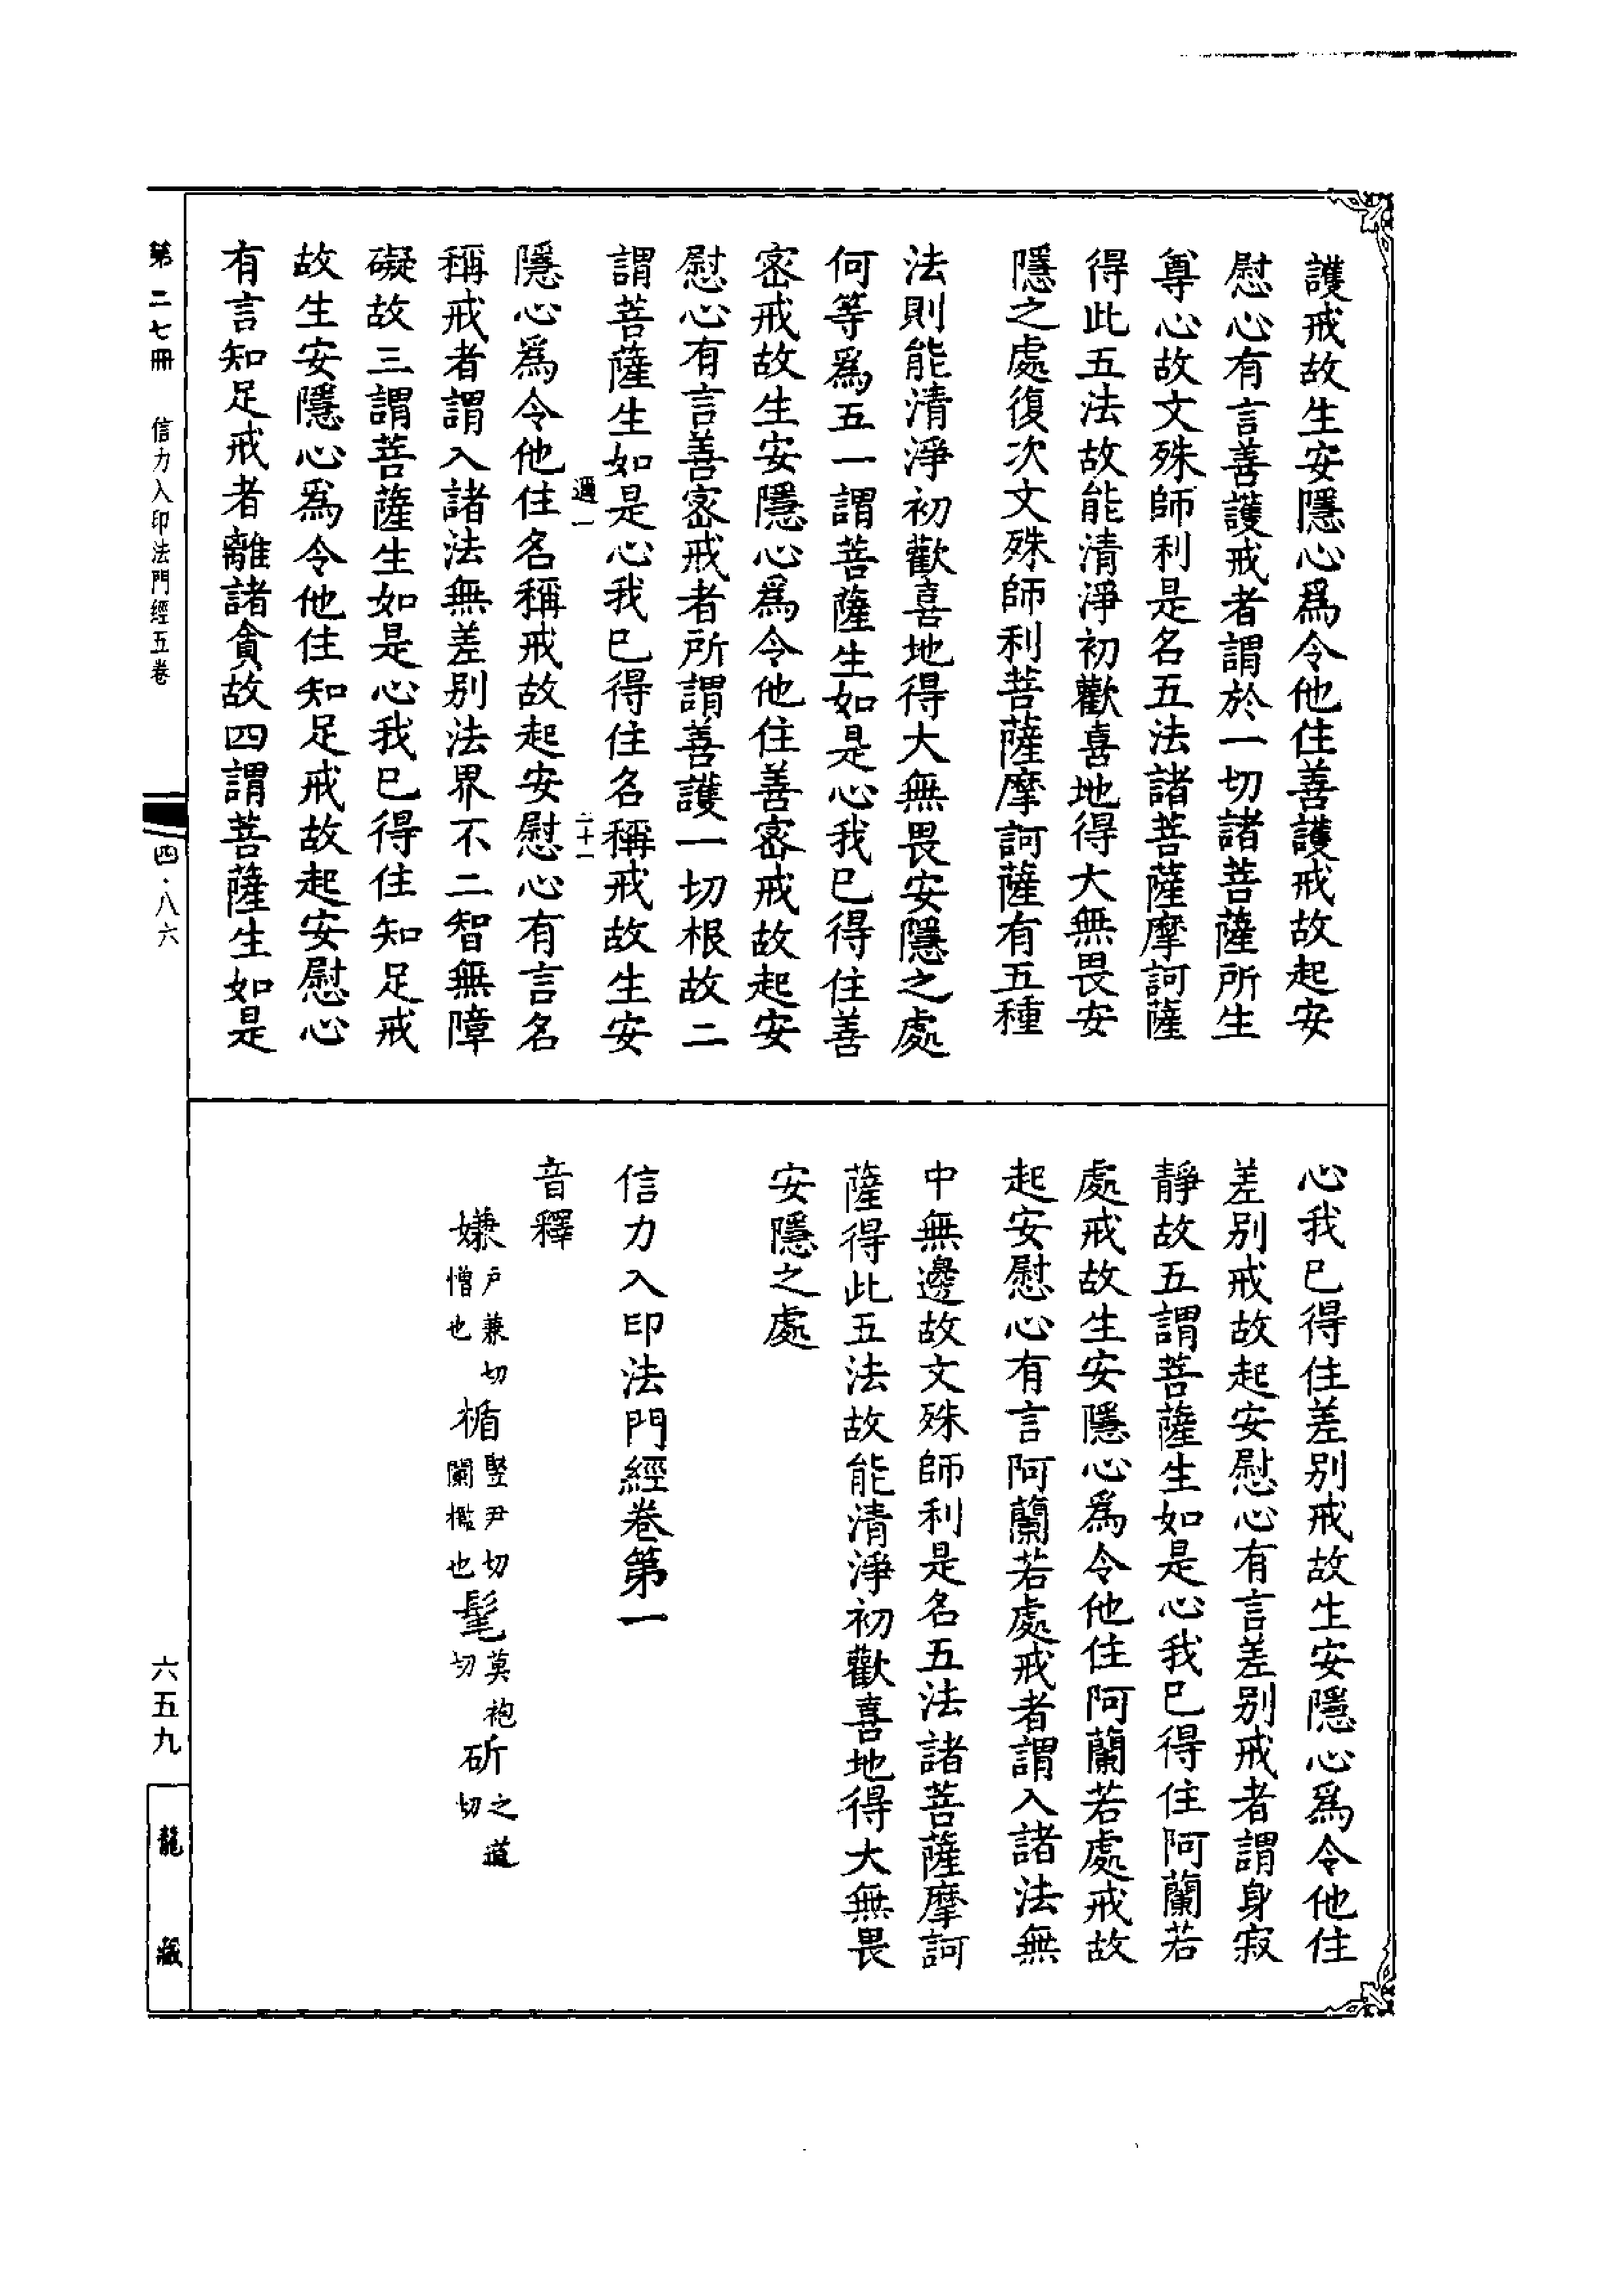 護戒故生安隱心爲令他住善護戒故起安
慰心有言善護戒者謂於一切諸菩薩所生
尊心故文殊師利是名五法諸菩薩摩訶薩
得此五法故能清淨初歡喜地得大無畏安
隱之處復次文殊師利菩薩摩訶薩有五種
法則能清淨初歡喜地得大無畏安隱之處
何等爲五一謂菩薩生如是心我已得住善
密戒故生安隱心爲令他住善密戒故起安
慰心有言善密戒者所謂善護一切根故二
謂菩薩生如是心我已得住名稱戒故生安
邇一 二十一
隱心爲令他住名稱戒故起安慰心有言名
稱戒者謂入諸法無差別法界不二智無障
礙故三謂菩薩生如是心我已得住知足戒
故生安隱心爲令他住知足戒故起安慰心
有言知足戒者離諸貪故四謂菩薩生如是
心我已得住差別戒故生安隱心爲令他住
差別戒故起安慰心有言差別戒者謂身寂
靜故五謂菩薩生如是心我已得住阿蘭若
處戒故生安隱心爲令他住阿蘭若處戒故
起安慰心有言阿蘭若處戒者謂入諸法無
中無邊故文殊師利是名五法諸菩薩摩訶
薩得此五法故能清淨初歡喜地得大無畏
安隱之處
信力入印法門經卷第一
音釋
嫌戶兼切憎也楯豎尹切闌檻也髦莫袍切斫之切
第二七冊 信力入印法門經五卷 四·八六 六五九 龍藏